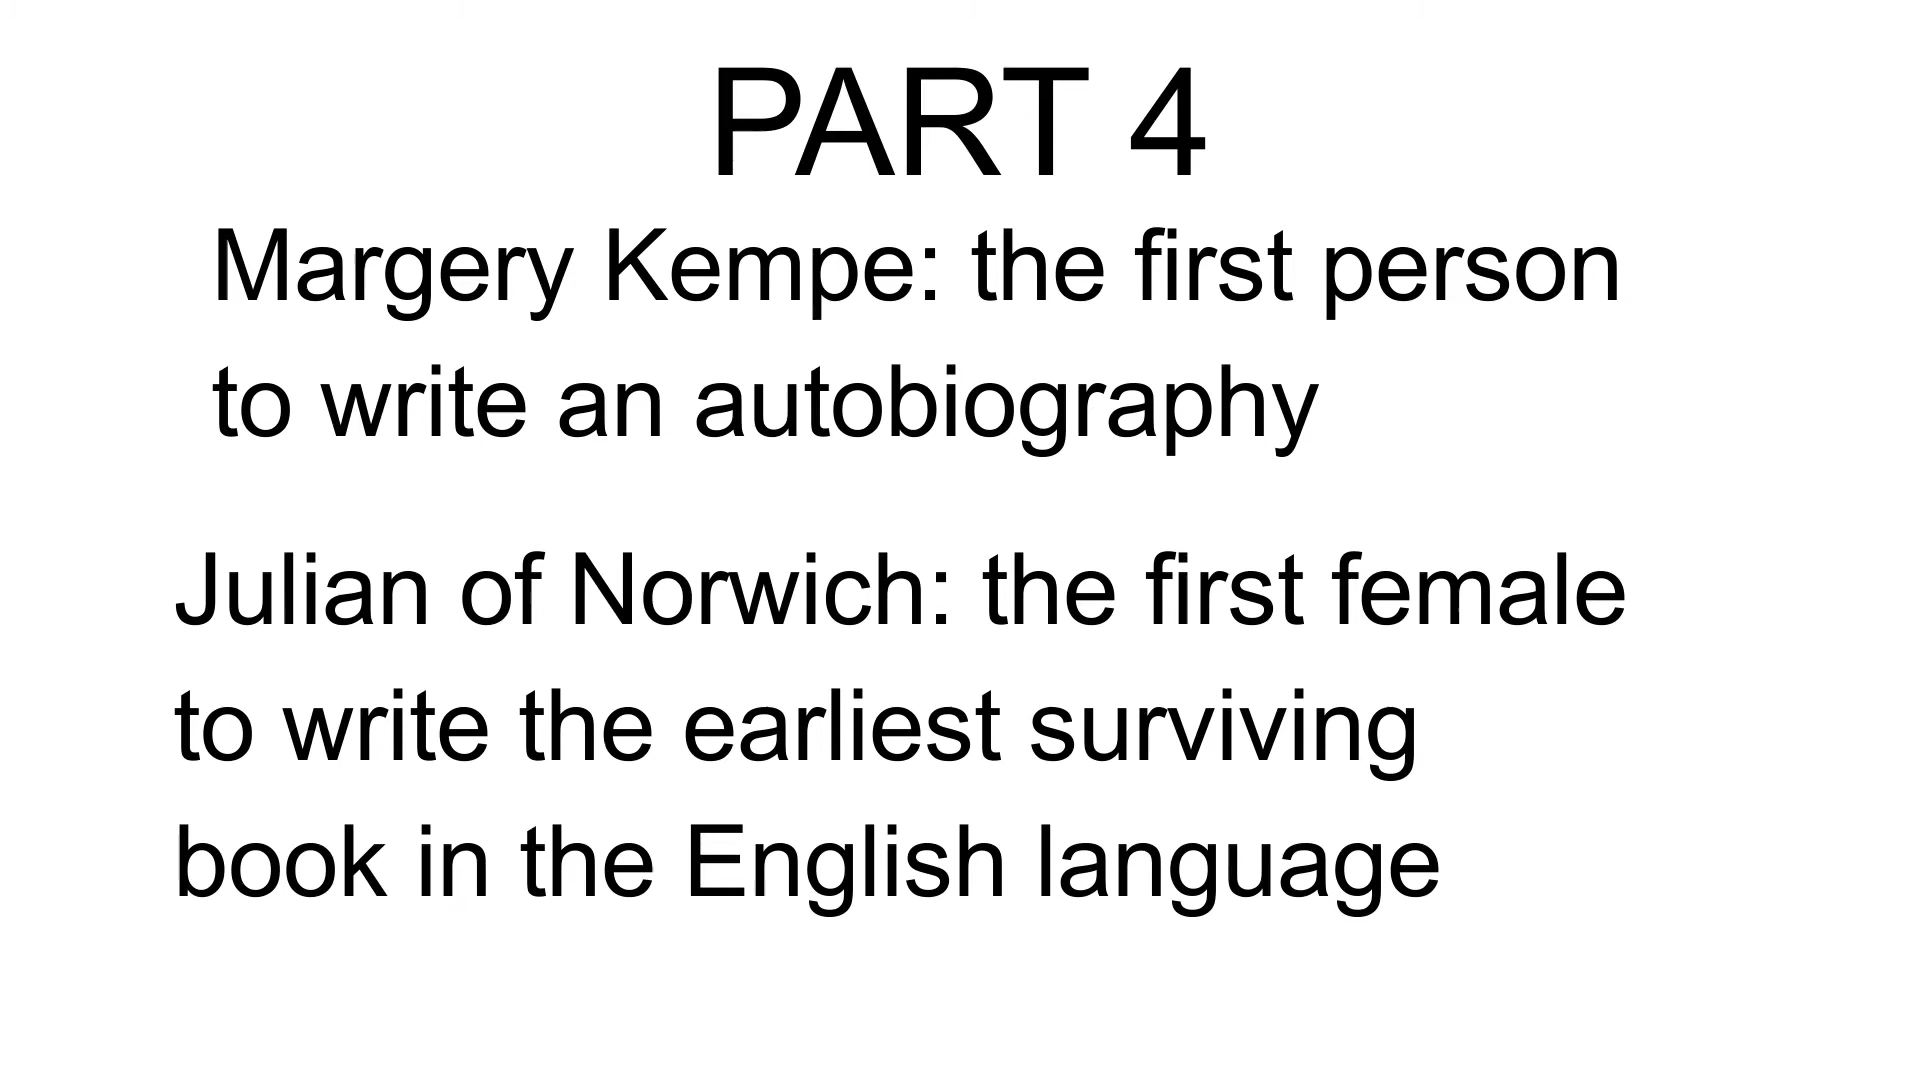 PART 4
Margery Kempe: the first person
to write an autobiography
Julian of Norwich: the first female
to write the earliest surviving
book in the English language